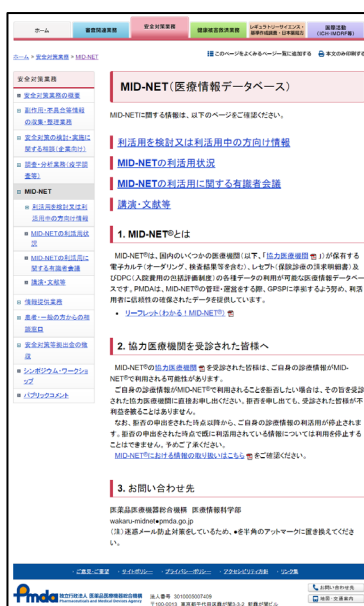 ホーム
審査関連業務
安全対策業務
健康被害救済業務
レギュラトリーサイエンス・
基準作成調査・日本薬局方
国際活動
(ICH・IMDRF等)
ホーム > 安全対策業務 > MID-NET
このページをよくみるページ一覧に追加する
本文のみ印刷する
安全対策業務
安全対策業務の概要
副作用・不具合等情報
の収集・整理業務
安全対策の検討・実施に
関する相談(企業向け)
調査・分析業務(疫学調
査等)
MID-NET
利活用を検討又は利
活用中の方向け情報
MID-NETの利活用状
況
MID-NETの利活用に
関する有識者会議
講演・文献等
情報提供業務
患者・一般の方からの相
談窓口
安全対策等拠出金の徴
収
シンポジウム・ワークショ
ップ
パブリックコメント
MID-NET(医療情報データベース)
MID-NETに関する情報は、以下のページをご覧ください。
利活用を検討又は利活用中の方向け情報
MID-NETの利活用状況
MID-NETの利活用に関する有識者会議
講演・文献等
1. MID-NET®とは
MID-NET®は、国内のいくつかの医療機関(以下、「協力医療機関」)が保有する
電子カルテ(オーダリング、検査結果等を含む)、レセプト(保険診療の請求明細書)及
びDPC(入院費用の包括評価制度)の各種データの利用が可能な医療情報データベー
スです。PMDAは、MID-NET®の管理・運営をする際、GPSPに準拠するよう努め、利活
用者に信頼性の確保されたデータを提供しています。
• リーフレット(わかる!MID-NET®)
2. 協力医療機関を受診された皆様へ
MID-NET®の協力医療機関を受診された皆様は、ご自身の診療情報がMID-
NET®で利用される可能性があります。
ご自身の診療情報がMID-NET®で利用されることを拒否したい場合は、その旨を受診
された協力医療機関に直接お申し出ください。拒否を申し出ても、受診された皆様が不
利益を被ることはありません。
なお、拒否の申出をされた時点以降から、ご自身の診療情報の利活用が停止されま
す。拒否の申出をされた時点で既に利活用されている情報については利用を停止する
ことはできません。予めご了承ください。
MID-NET®における情報の取り扱いはこちらをご確認ください。
3. お問い合わせ先
医薬品医療機器総合機構 医療情報科学部
wakaru-midnet●pmda.go.jp
(注)迷惑メール防止対策をしているため、●を半角のアットマークに置き換えてくださ
い。
ご意見・ご要望
サイトポリシー
プライバシーポリシー
アクセシビリティ方針
リンク集
Pmda 独立行政法人 医薬品医療機器総合機構
Pharmaceuticals and Medical Devices Agency
法人番号 3010005007409
〒100-0013 東京都千代田区霞が関3-3-2 新霞が関ビル
お問い合わせ
地図・交通案内